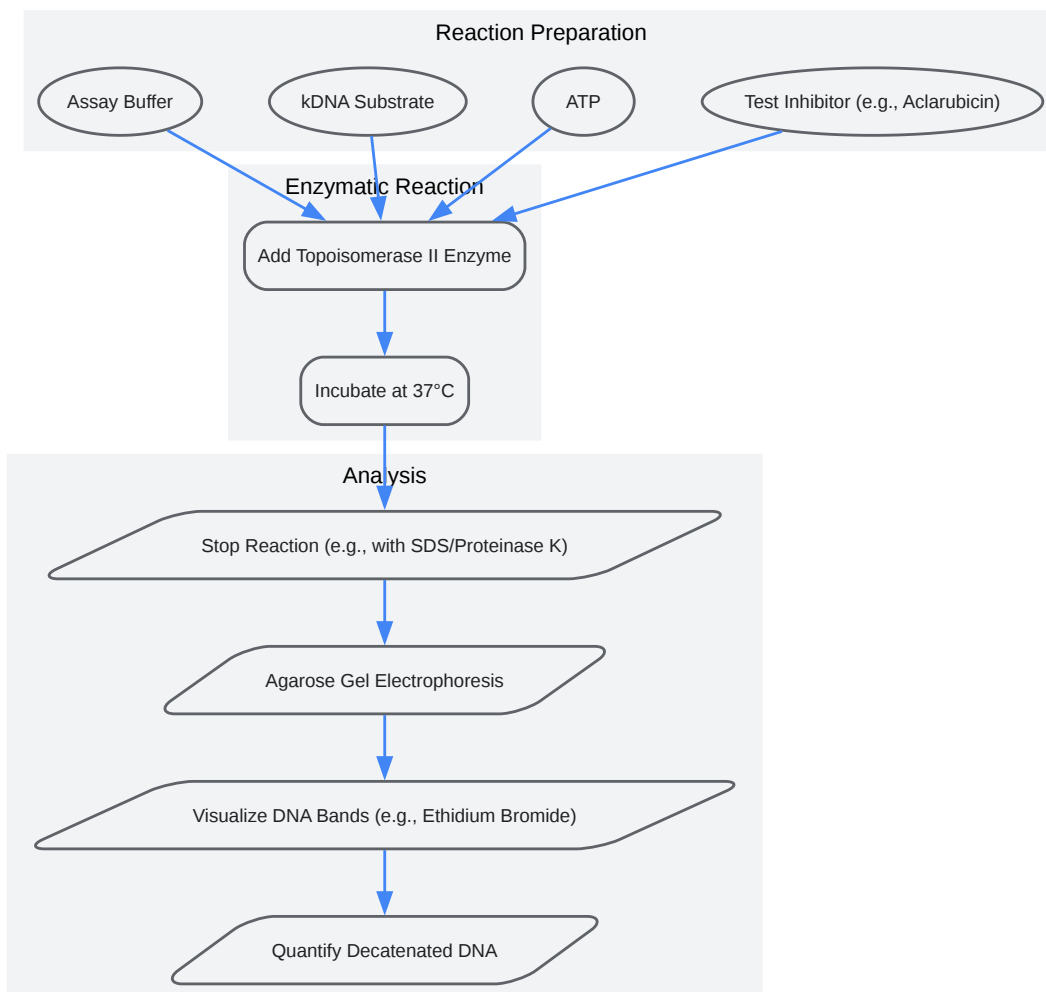 Reaction Preparation
Assay Buffer
kDNA Substrate
ATP
Test Inhibitor (e.g., Aclarubicin)
Enzymatic Reaction
Add Topoisomerase II Enzyme
Incubate at 37°C
Analysis
Stop Reaction (e.g., with SDS/Proteinase K)
Agarose Gel Electrophoresis
Visualize DNA Bands (e.g., Ethidium Bromide)
Quantify Decatenated DNA